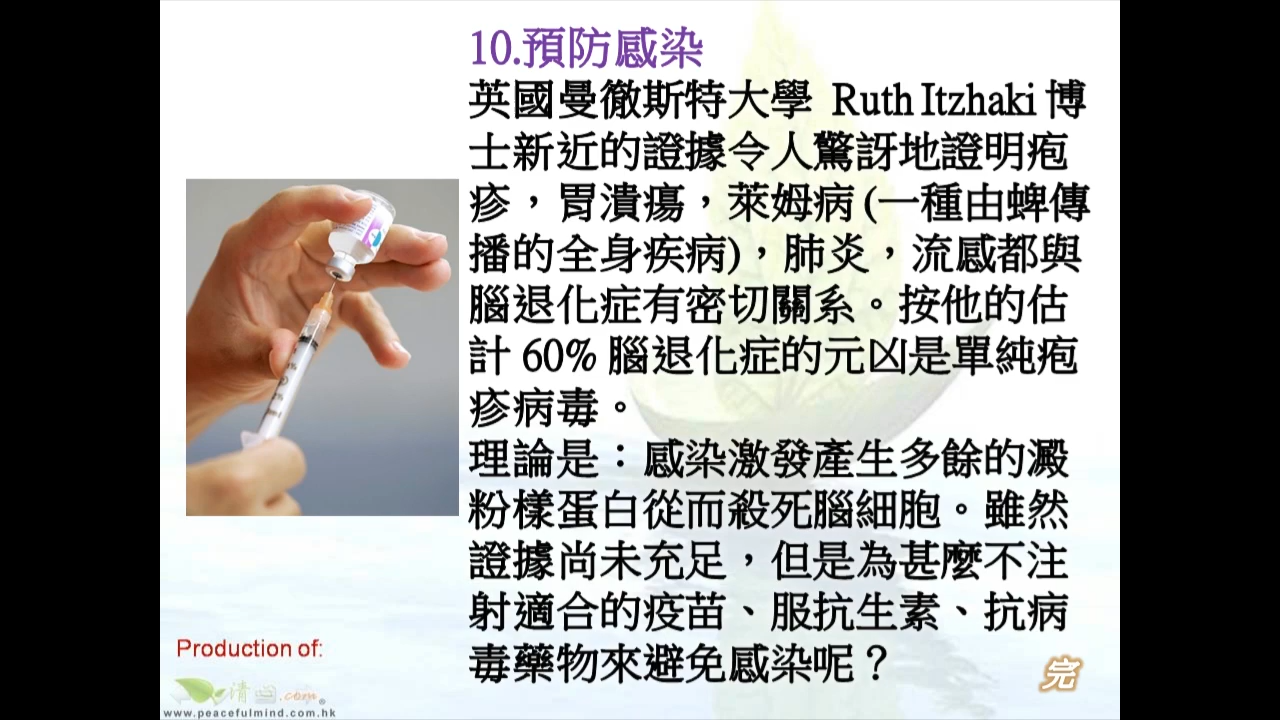 10.預防感染
英國曼徹斯特大學 Ruth Itzhaki 博
士新近的證據令人驚訝地證明疱
疹，胃潰瘍，萊姆病(一種由蜱傳
播的全身疾病)，肺炎，流感都與
腦退化症有密切關系。按他的估
計 60% 腦退化症的元凶是單純疱
疹病毒。
理論是：感染激發產生多餘的澱
粉樣蛋白從而殺死腦細胞。雖然
證據尚未充足，但是為甚麼不注
射適合的疫苗、服抗生素、抗病
毒藥物來避免感染呢？
完
Production of:
.com
www.peacefulmind.com.hk